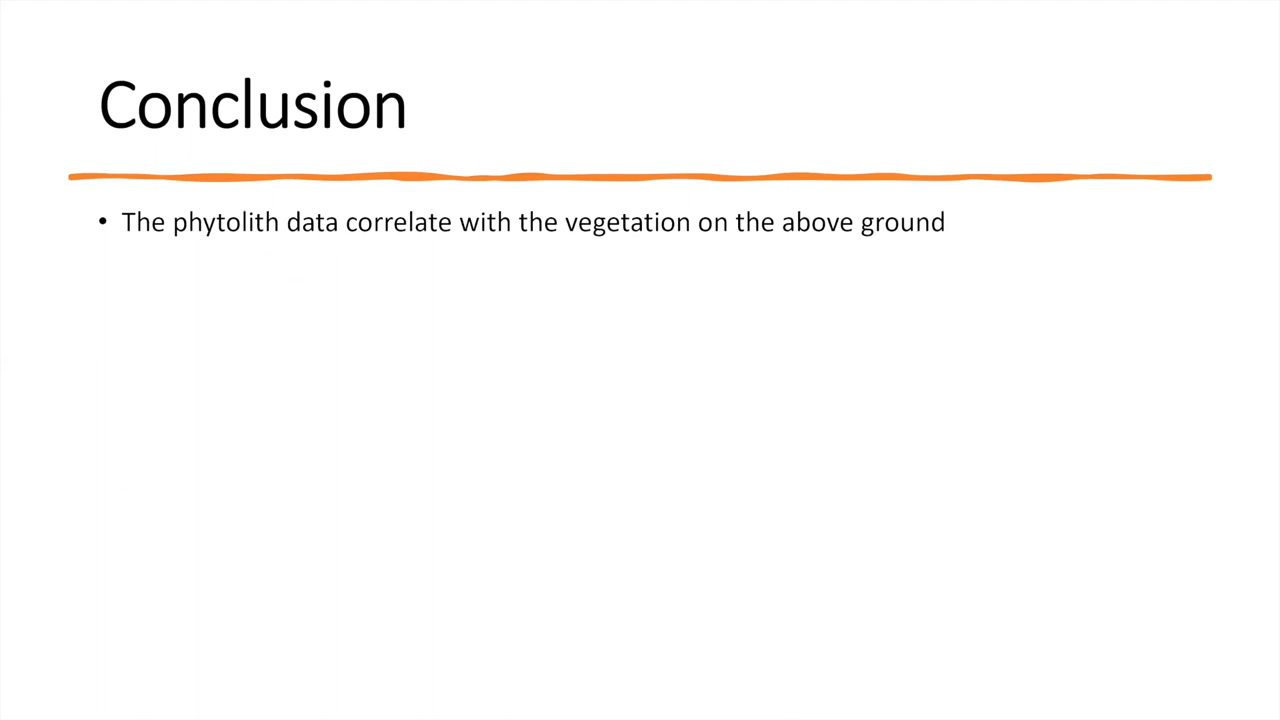 Conclusion
• The phytolith data correlate with the vegetation on the above ground